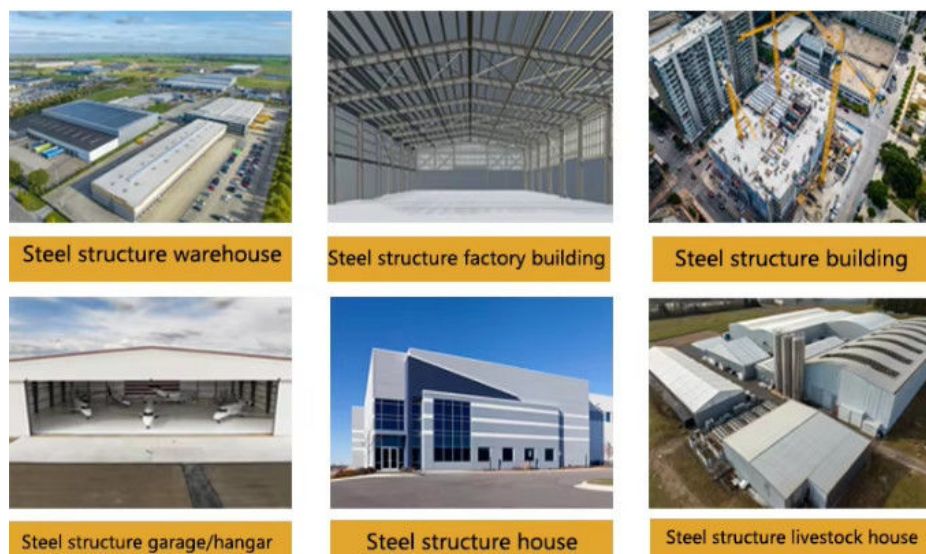 Steel structure warehouse
Steel structure factory building
Steel structure building
Steel structure garage/hangar
Steel structure house
Steel structure livestock house